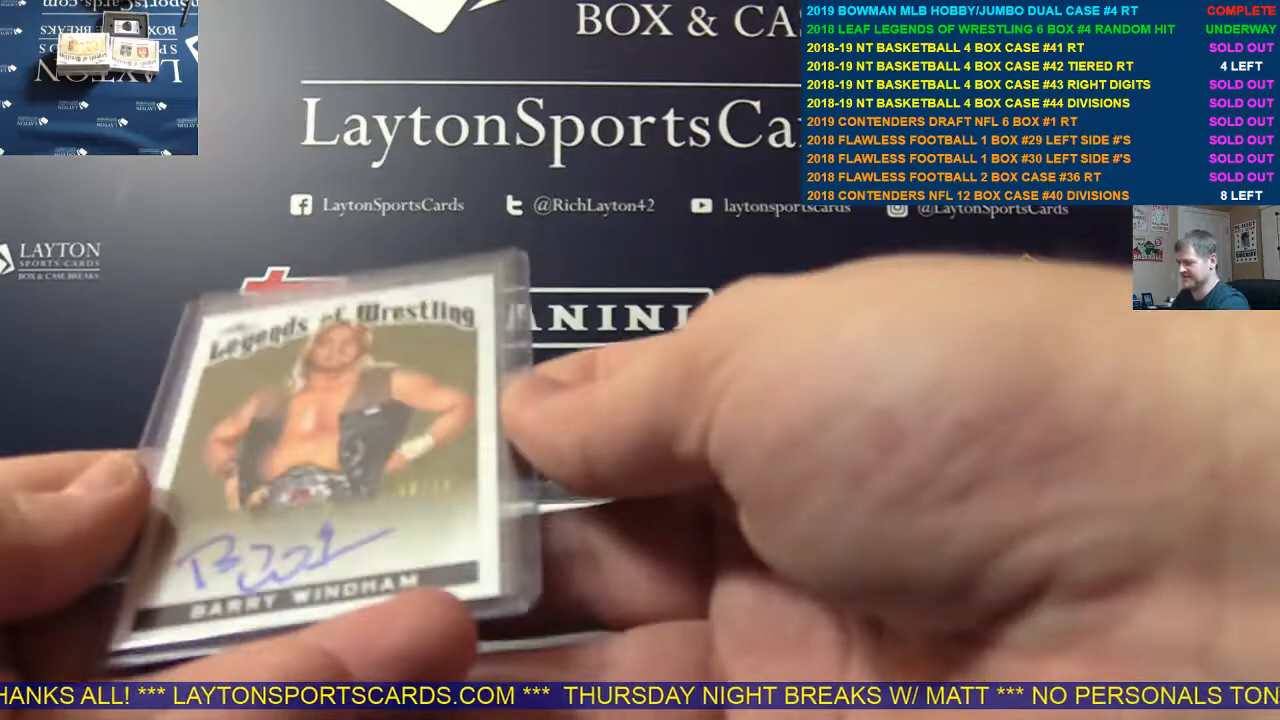 BOX & CA
LaytonSportsCa
LaytonSportsCards
@RichLayton42
laytonsportscards
@LaytonSportsCards
LAYTON
SPORTS CARDS
BOX & CASE BREAKS
ANINI
2019 BOWMAN MLB HOBBY/JUMBO DUAL CASE #4 RT COMPLETE
2018 LEAF LEGENDS OF WRESTLING 6 BOX #4 RANDOM HIT UNDERWAY
2018-19 NT BASKETBALL 4 BOX CASE #41 RT SOLD OUT
2018-19 NT BASKETBALL 4 BOX CASE #42 TIERED RT 4 LEFT
2018-19 NT BASKETBALL 4 BOX CASE #43 RIGHT DIGITS SOLD OUT
2018-19 NT BASKETBALL 4 BOX CASE #44 DIVISIONS SOLD OUT
2019 CONTENDERS DRAFT NFL 6 BOX #1 RT SOLD OUT
2018 FLAWLESS FOOTBALL 1 BOX #29 LEFT SIDE #'S SOLD OUT
2018 FLAWLESS FOOTBALL 1 BOX #30 LEFT SIDE #'S SOLD OUT
2018 FLAWLESS FOOTBALL 2 BOX CASE #36 RT SOLD OUT
2018 CONTENDERS NFL 12 BOX CASE #40 DIVISIONS 8 LEFT
Legends of Wrestling
BARRY WINDHAM
HANKS ALL! *** LAYTONSPORTSCARDS.COM *** THURSDAY NIGHT BREAKS W/ MATT *** NO PERSONALS TON